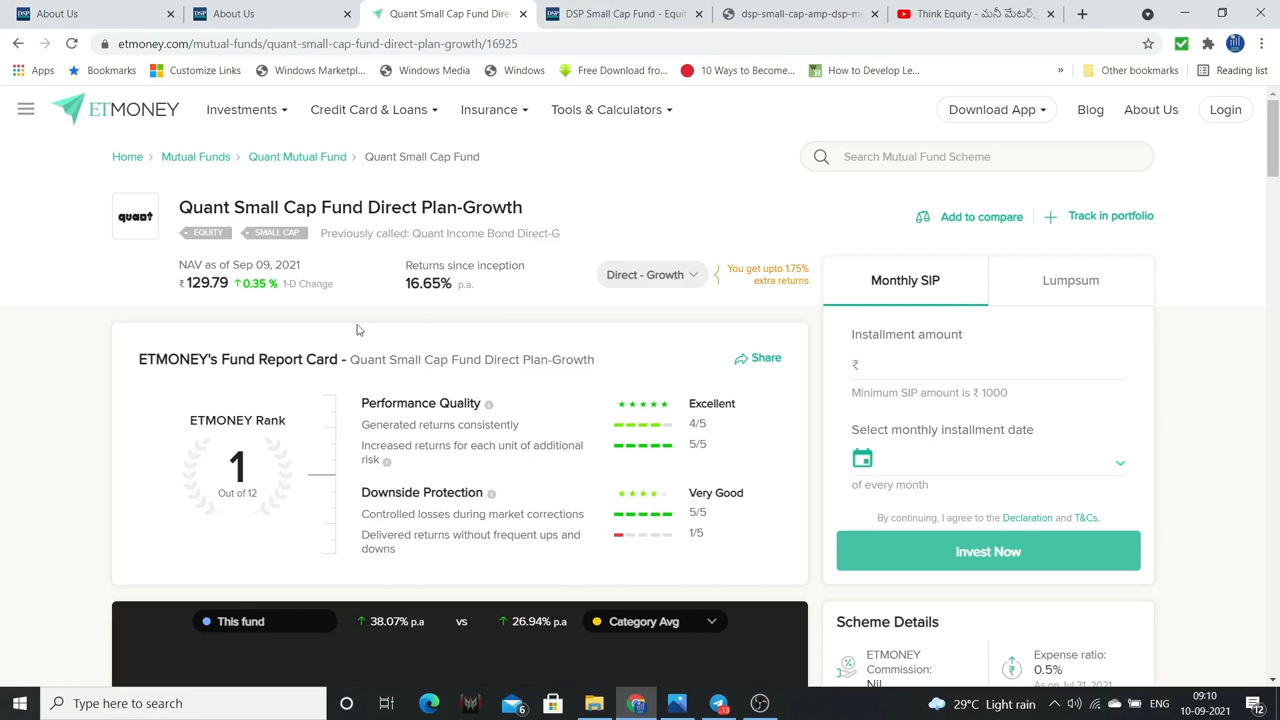 About Us
About Us
Quant Small Cap Fund Direct Pla
DSP Small Cap Fund - Equit
dsp-small-cap-amp-dsp-m
Think Equity - మనీ మేటర్
etmoney.com/mutual-funds/quant-small-cap-fund-direct-plan-growth/16925
Apps
Bookmarks
Customize Links
Windows Marketpl...
Windows Media
Windows
Free Download fro...
10 Ways to Become...
How to Develop Le...
»
Other bookmarks
Reading list
ETMONEY
Investments
Credit Card & Loans
Insurance
Tools & Calculators
Download App
Blog
About Us
Login
Home > Mutual Funds > Quant Mutual Fund > Quant Small Cap Fund
Search Mutual Fund Scheme
quant
Quant Small Cap Fund Direct Plan-Growth
EQUITY
SMALL CAP
Previously called: Quant Income Bond Direct-G
Add to compare
Track in portfolio
NAV as of Sep 09, 2021
₹ 129.79 ↑ 0.35 % 1-D Change
Returns since inception
16.65% p.a.
Direct - Growth
You get upto 1.75%
extra returns
Monthly SIP
Lumpsum
Installment amount
₹
Minimum SIP amount is ₹ 1000
Select monthly installment date
of every month
By continuing, I agree to the Declaration and T&Cs.
Invest Now
ETMONEY's Fund Report Card - Quant Small Cap Fund Direct Plan-Growth
Share
ETMONEY Rank
1
Out of 12
Performance Quality
Excellent
Generated returns consistently
4/5
Increased returns for each unit of additional
risk
5/5
Downside Protection
Very Good
Controlled losses during market corrections
5/5
Delivered returns without frequent ups and
downs
1/5
This fund
↑ 38.07% p.a
vs
↑ 26.94% p.a
Category Avg
Scheme Details
ETMONEY
Commission:
Nil
Expense ratio:
0.5%
As on Jul 31, 2021
Type here to search
6
13
29°C Light rain
ENG
09:10
10-09-2021
12